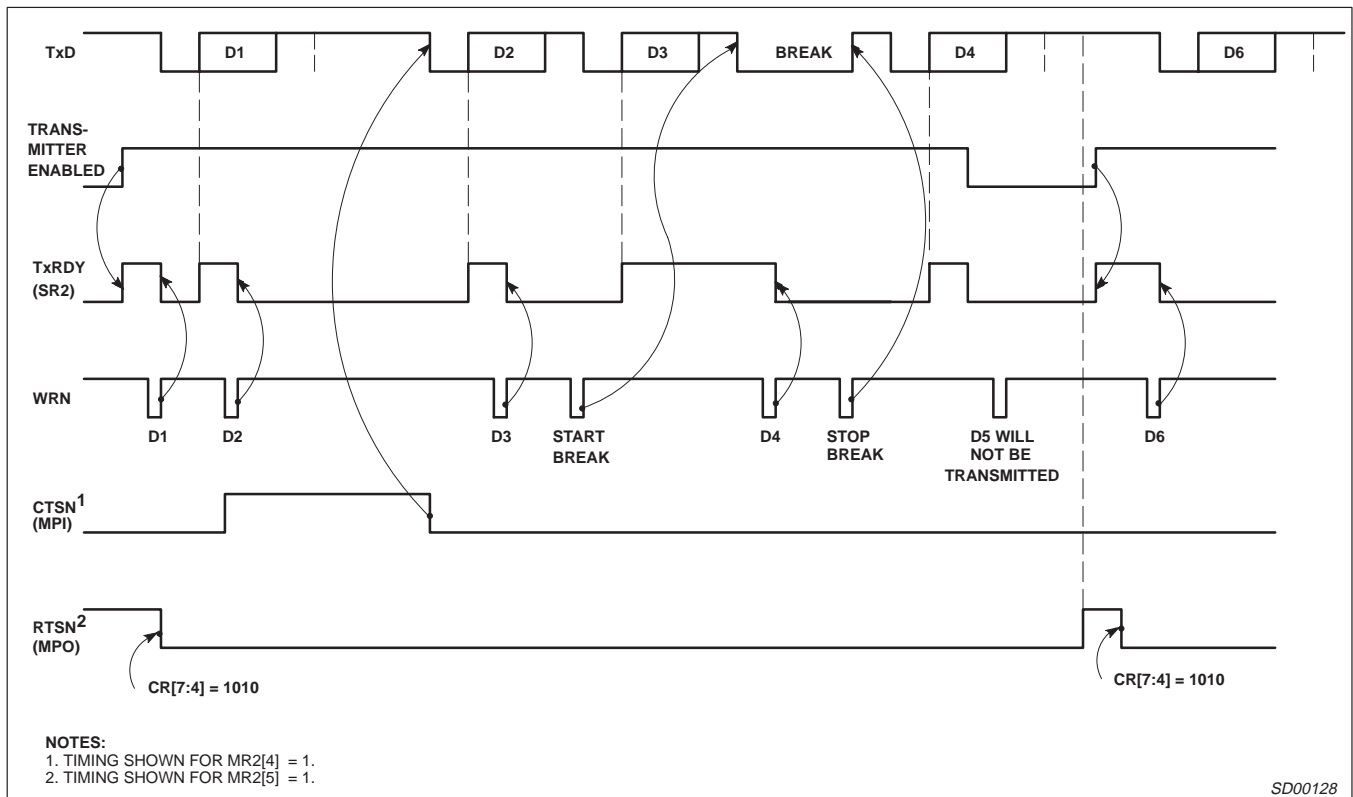 TxD
D1
D2
D3
BREAK
D4
D6
TRANS-
MITTER
ENABLED
TxRDY
(SR2)
WRN
D1
D2
D3
START
BREAK
D4
STOP
BREAK
D5 WILL
NOT BE
TRANSMITTED
D6
CTSN1
(MPI)
RTSN2
(MPO)
CR[7:4] = 1010
CR[7:4] = 1010
NOTES:
1. TIMING SHOWN FOR MR2[4] = 1.
2. TIMING SHOWN FOR MR2[5] = 1.
SD00128